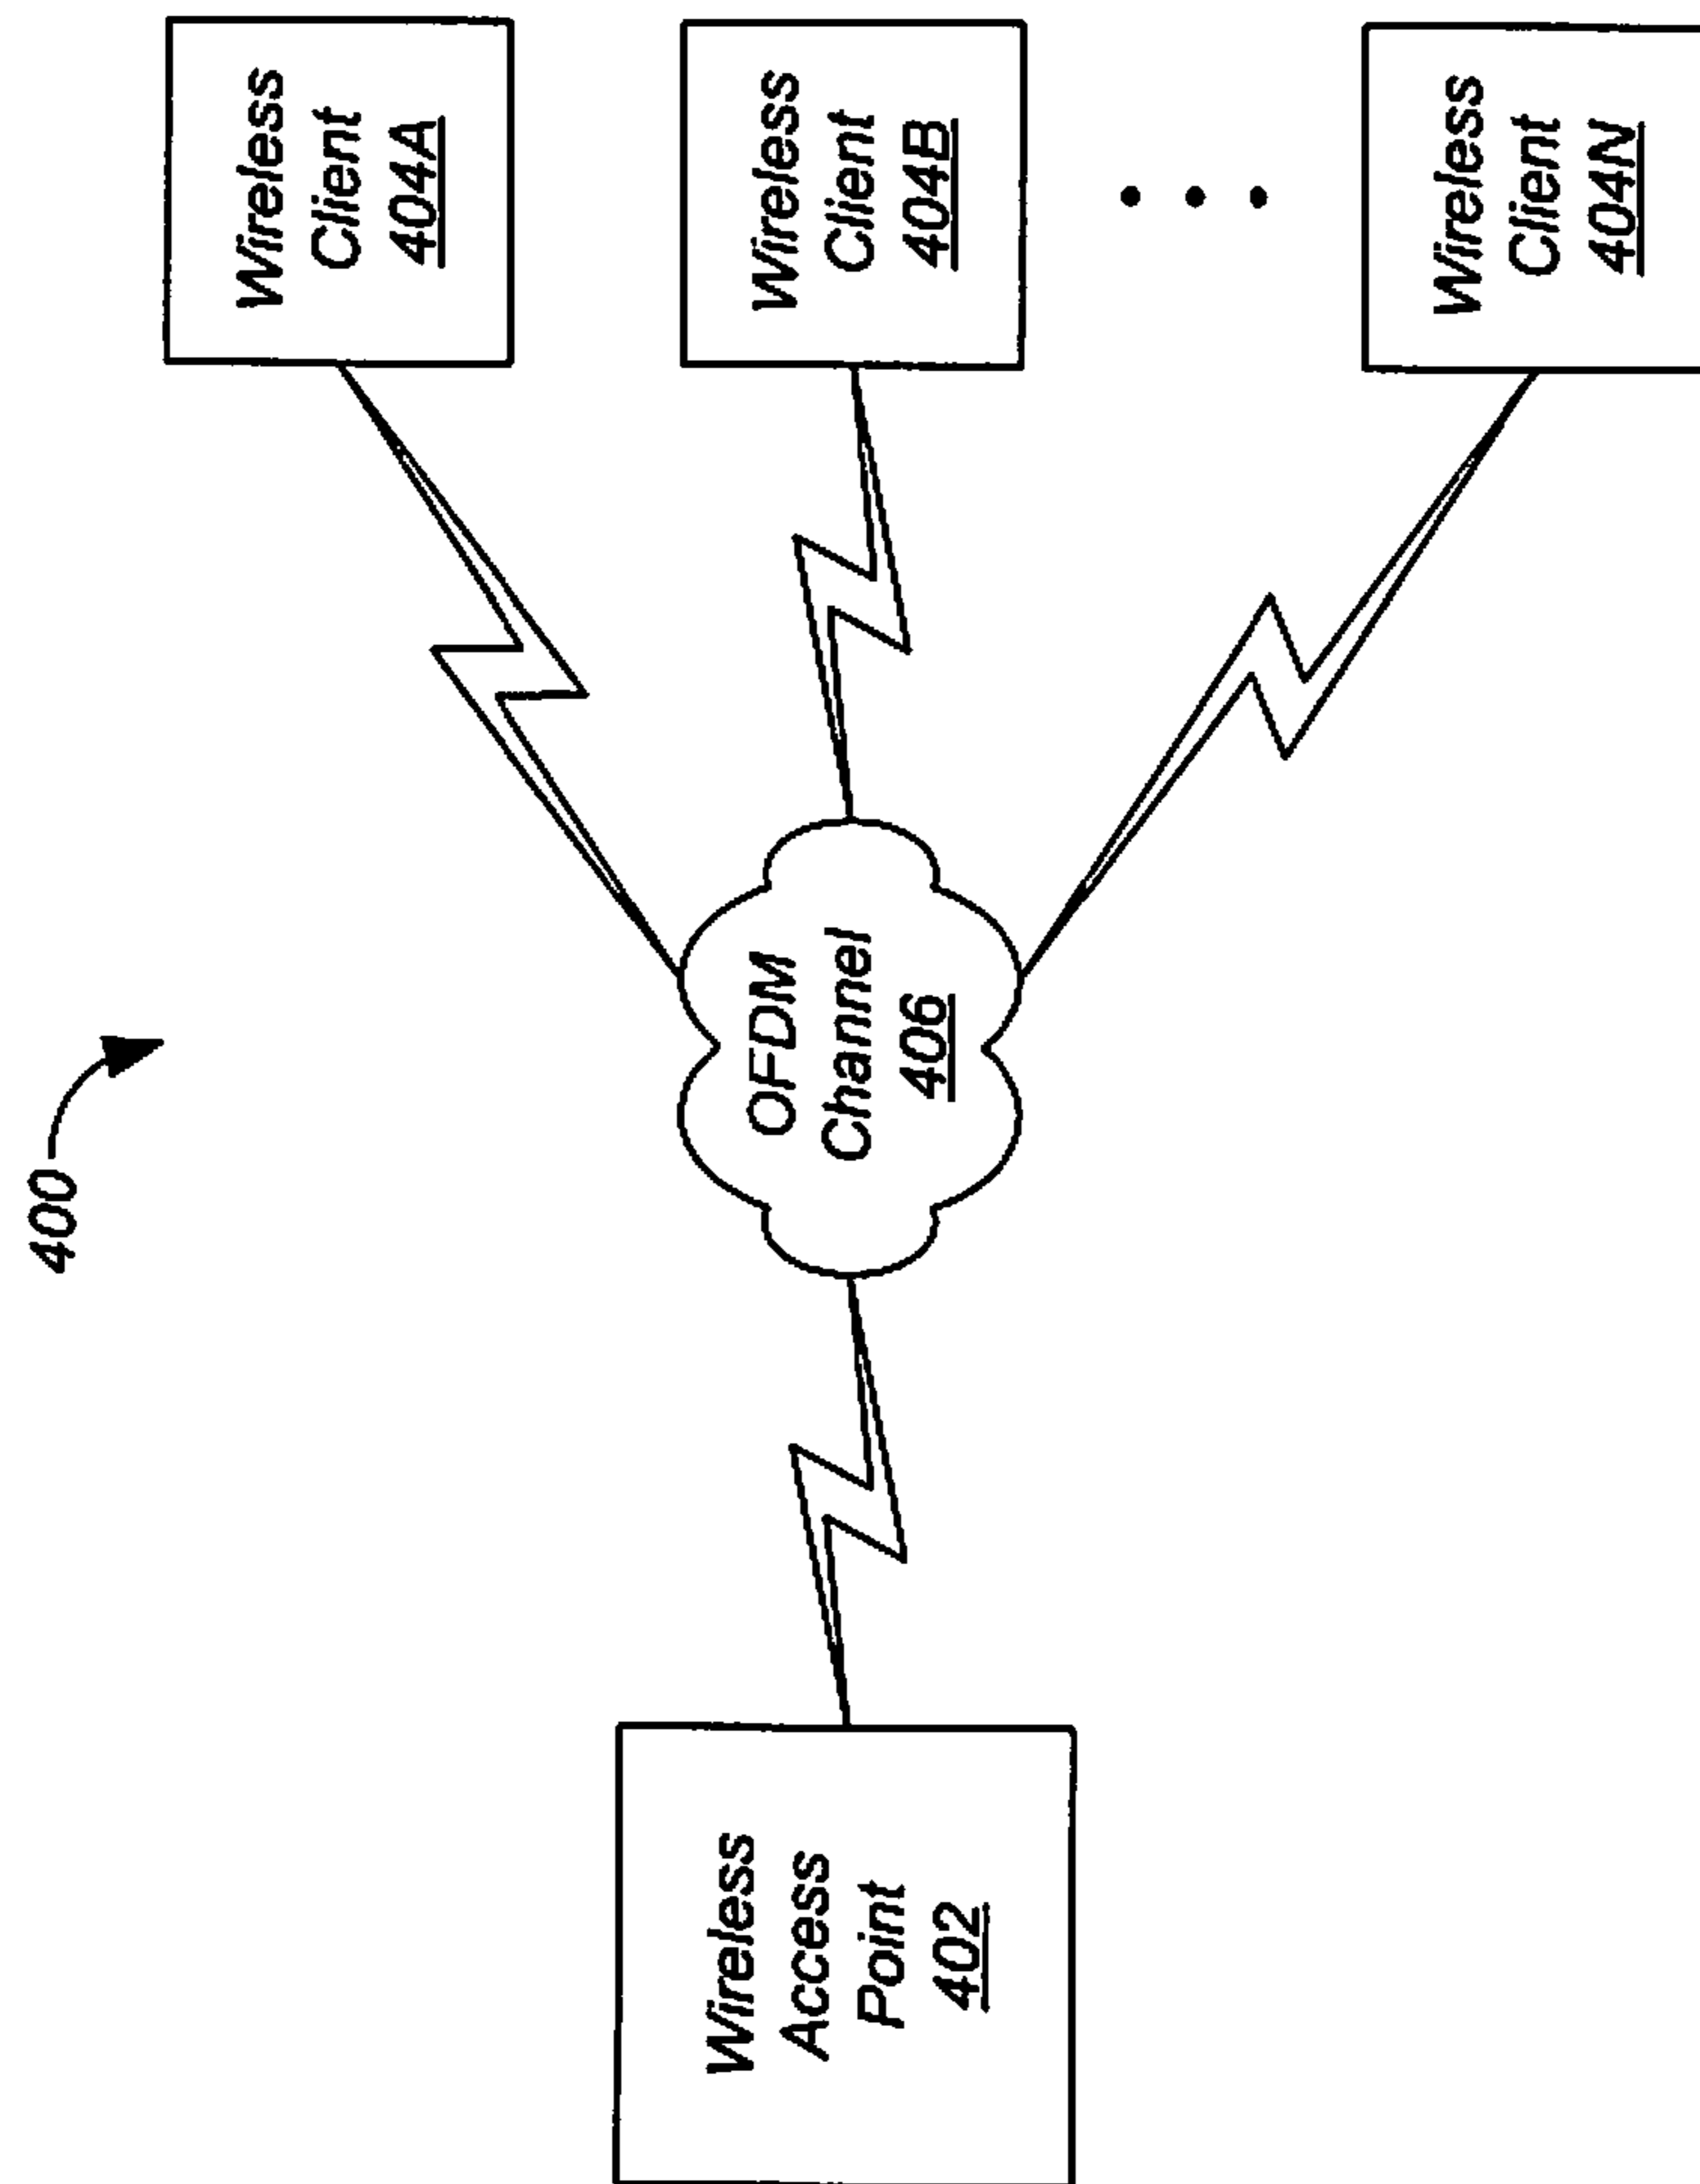 400
Wireless
Access
Point
402
OFDM
Channel
406
Wireless
Client
404A
Wireless
Client
404B
Wireless
Client
404N